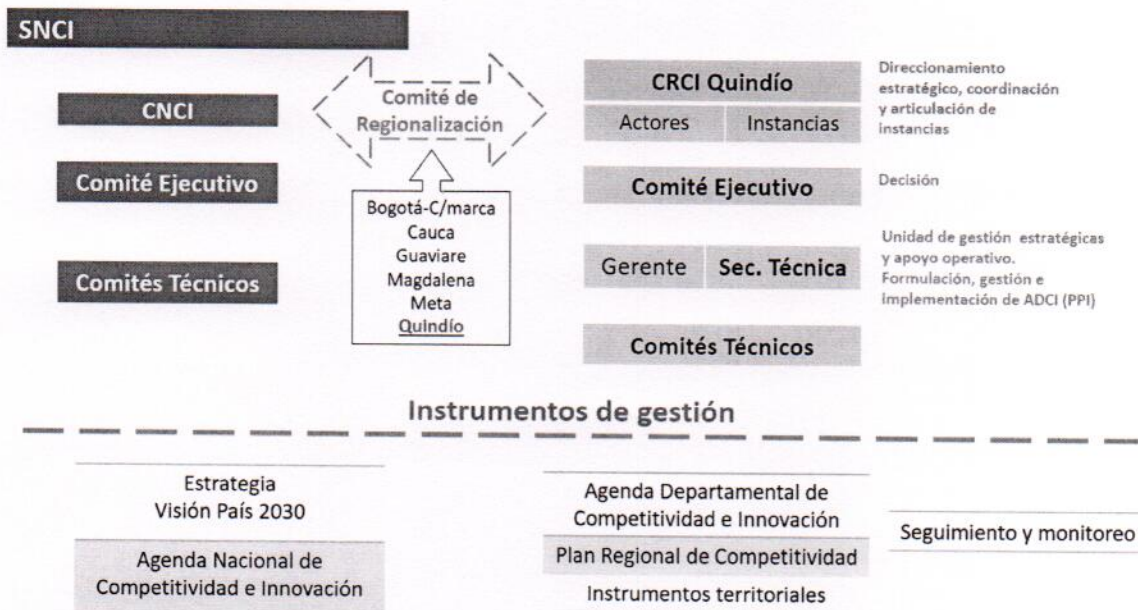 SNCI
CNCI
Comité Ejecutivo
Comités Técnicos
Comité de
Regionalización
Bogotá-C/marca
Cauca
Guaviare
Magdalena
Meta
QuIndío
CRCI Quindío
Actores
Instancias
Direccionamiento
estratégico, coordinación
y articulación de
instancias
Comité Ejecutivo
Decisión
Gerente
Sec. Técnica
Unidad de gestión estratégicas
y apoyo operativo.
Formulación, gestión e
implementación de ADCI (PPI)
Comités Técnicos
Instrumentos de gestión
Estrategia
Visión País 2030
Agenda Nacional de
Competitividad e Innovación
Agenda Departamental de
Competitividad e Innovación
Plan Regional de Competitividad
Instrumentos territoriales
Seguimiento y monitoreo